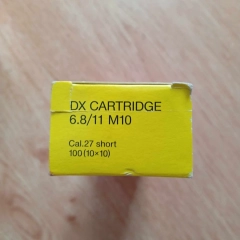 DX CARTRIDGE
6.8/11 M10
Cal.27 short
100 (10×10)